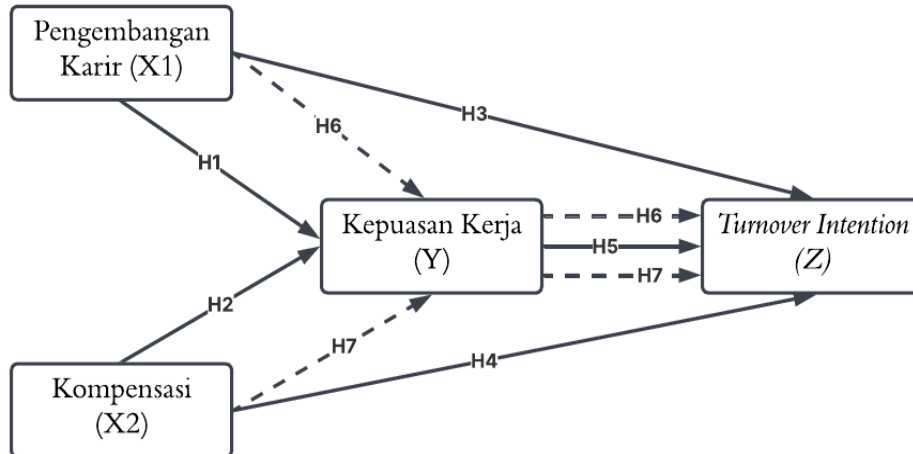 Pengembangan
Karir (X1)
H3
H6
H1
Kepuasan Kerja
(Y)
H6
H5
H7
Turnover Intention
(Z)
H2
H7
H4
Kompensasi
(X2)